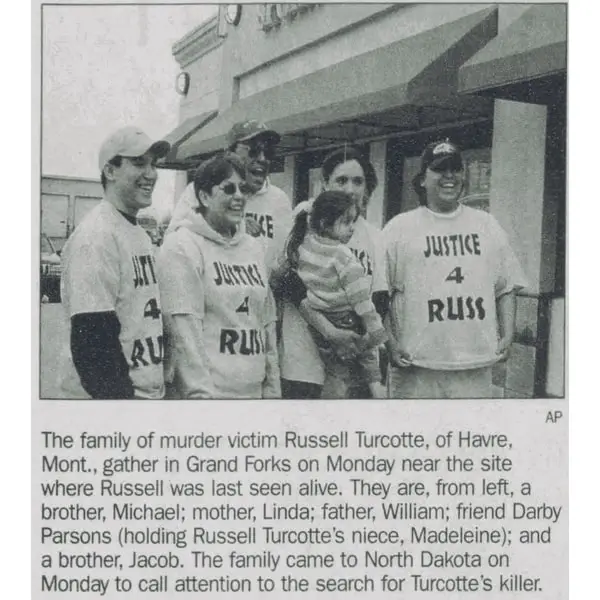 JUSTICE
4
RUSS
JUSTICE
4
RUSS
AP
The family of murder victim Russell Turcotte, of Havre,
Mont., gather in Grand Forks on Monday near the site
where Russell was last seen alive. They are, from left, a
brother, Michael; mother, Linda; father, William; friend Darby
Parsons (holding Russell Turcotte's niece, Madeleine); and
a brother, Jacob. The family came to North Dakota on
Monday to call attention to the search for Turcotte's killer.